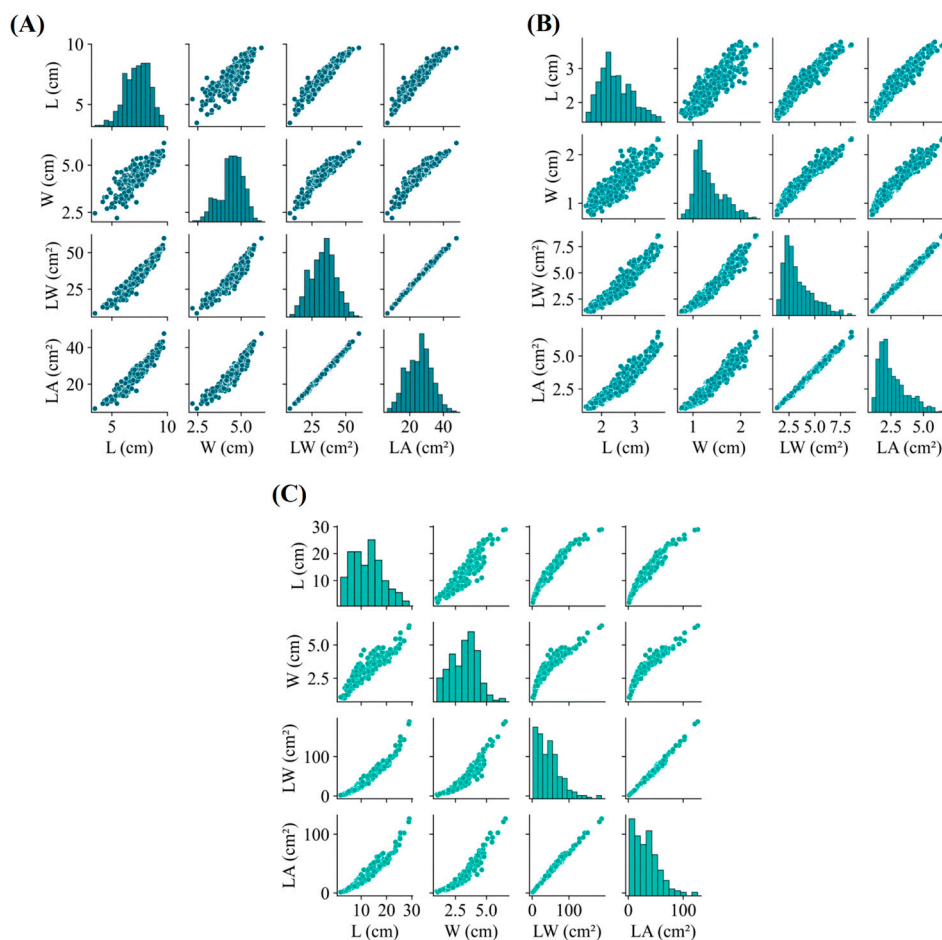 (A)
10
L (cm)
5
W (cm)
5.0
2.5
LW (cm²)
50
25
LA (cm²)
40
20
5 10
L (cm)
2.5 5.0
W (cm)
25 50
LW (cm²)
20 40
LA (cm²)
(B)
L (cm)
3
2
W (cm)
2
1
LW (cm²)
7.5
5.0
2.5
LA (cm²)
5.0
2.5
2 3
L (cm)
1 2
W (cm)
2.5 5.0 7.5
LW (cm²)
2.5 5.0
LA (cm²)
(C)
30
L (cm)
20
10
W (cm)
5.0
2.5
LW (cm²)
100
0
LA (cm²)
100
0
10 20 30
L (cm)
2.5 5.0
W (cm)
0 100
LW (cm²)
0 100
LA (cm²)